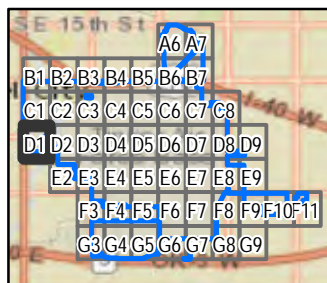 SE 15th St
A6 A7
B1 B2 B3 B4 B5 B6 B7
C1 C2 C3 C4 C5 C6 C7 C8
I-40 W
D1 D2 D3 D4 D5 D6 D7 D8 D9
E2 E3 E4 E5 E6 E7 E8 E9
F3 F4 F5 F6 F7 F8 F9 F10 F11
G3 G4 G5 G6 G7 G8 G9